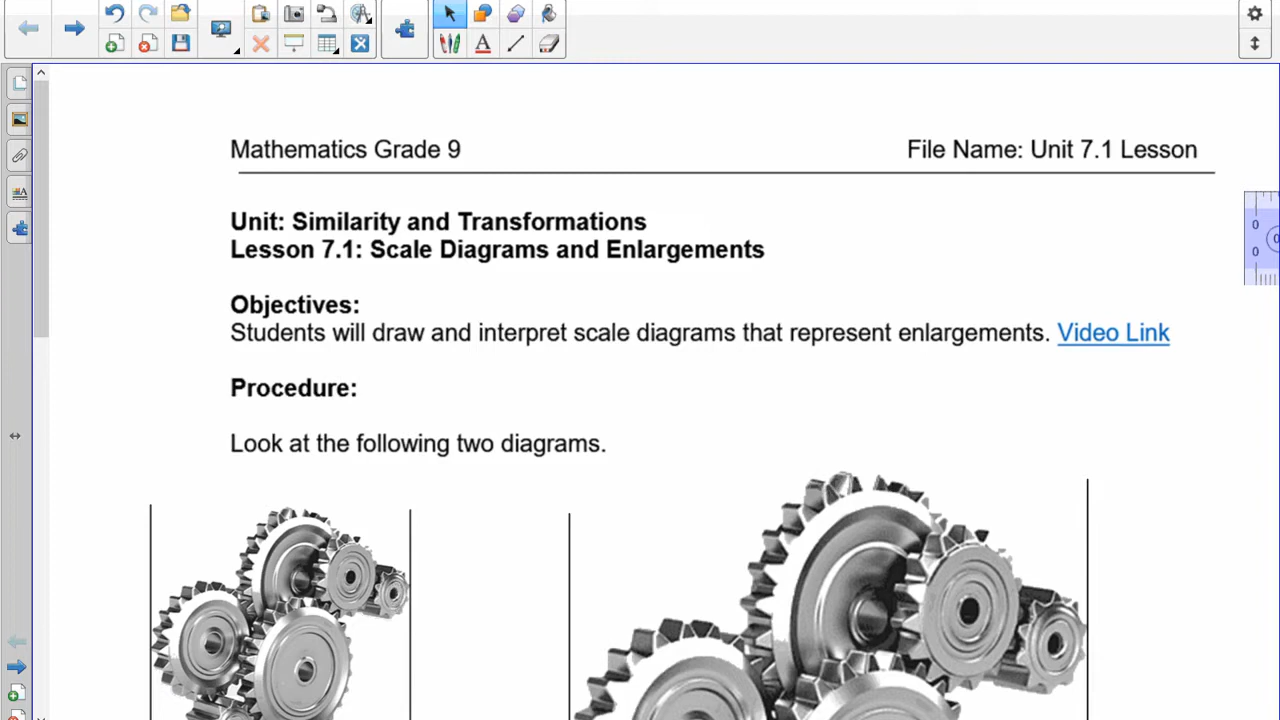 Mathematics Grade 9 File Name: Unit 7.1 Lesson
Unit: Similarity and Transformations
Lesson 7.1: Scale Diagrams and Enlargements
Objectives:
Students will draw and interpret scale diagrams that represent enlargements. Video Link
Procedure:
Look at the following two diagrams.
0
0